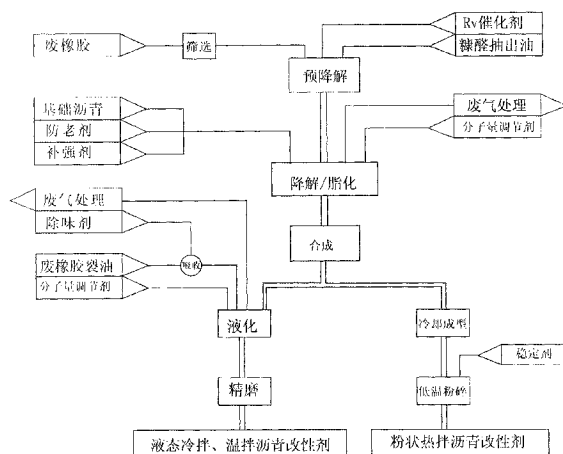 废橡胶
筛选
Rv催化剂
糠醛抽出油
预降解
基础沥青
防老剂
补强剂
废气处理
分子量调节剂
降解/脂化
废气处理
除味剂
合成
废橡胶裂油
吸收
分子量调节剂
液化
冷却成型
稳定剂
精磨
低温粉碎
液态冷拌、温拌沥青改性剂
粉状热拌沥青改性剂